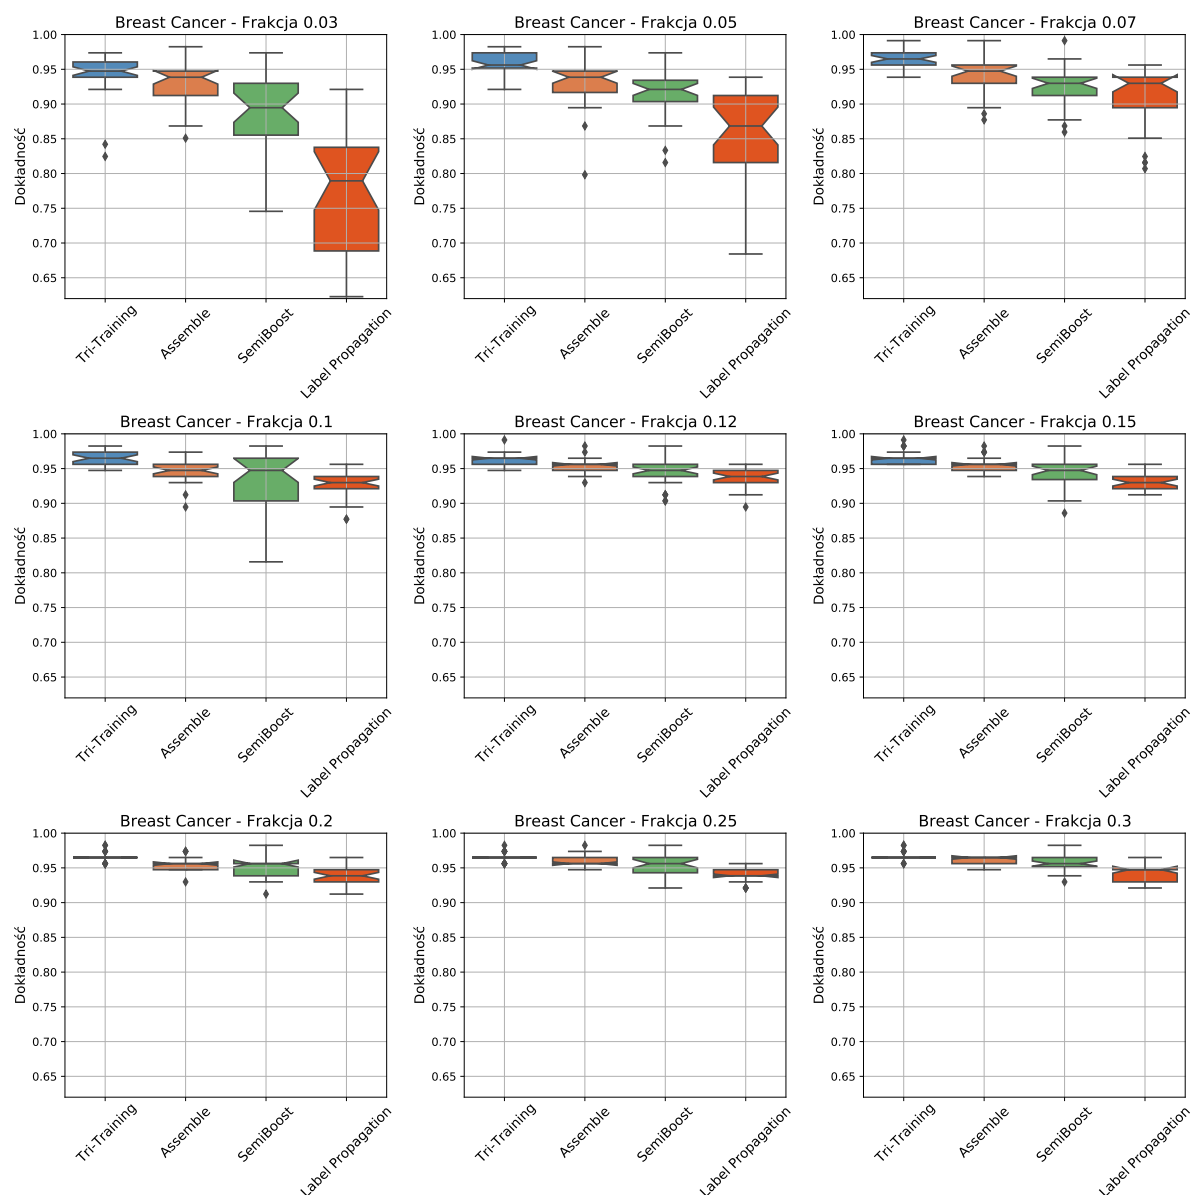 Breast Cancer - Frakcja 0.03
Breast Cancer - Frakcja 0.05
Breast Cancer - Frakcja 0.07
Dokładność
1.00
0.95
0.90
0.85
0.80
0.75
0.70
0.65
Tri-Training
Assemble
SemiBoost
Label Propagation
Dokładność
1.00
0.95
0.90
0.85
0.80
0.75
0.70
0.65
Tri-Training
Assemble
SemiBoost
Label Propagation
Dokładność
1.00
0.95
0.90
0.85
0.80
0.75
0.70
0.65
Tri-Training
Assemble
SemiBoost
Label Propagation
Breast Cancer - Frakcja 0.1
Breast Cancer - Frakcja 0.12
Breast Cancer - Frakcja 0.15
Dokładność
1.00
0.95
0.90
0.85
0.80
0.75
0.70
0.65
Tri-Training
Assemble
SemiBoost
Label Propagation
Dokładność
1.00
0.95
0.90
0.85
0.80
0.75
0.70
0.65
Tri-Training
Assemble
SemiBoost
Label Propagation
Dokładność
1.00
0.95
0.90
0.85
0.80
0.75
0.70
0.65
Tri-Training
Assemble
SemiBoost
Label Propagation
Breast Cancer - Frakcja 0.2
Breast Cancer - Frakcja 0.25
Breast Cancer - Frakcja 0.3
Dokładność
1.00
0.95
0.90
0.85
0.80
0.75
0.70
0.65
Tri-Training
Assemble
SemiBoost
Label Propagation
Dokładność
1.00
0.95
0.90
0.85
0.80
0.75
0.70
0.65
Tri-Training
Assemble
SemiBoost
Label Propagation
Dokładność
1.00
0.95
0.90
0.85
0.80
0.75
0.70
0.65
Tri-Training
Assemble
SemiBoost
Label Propagation